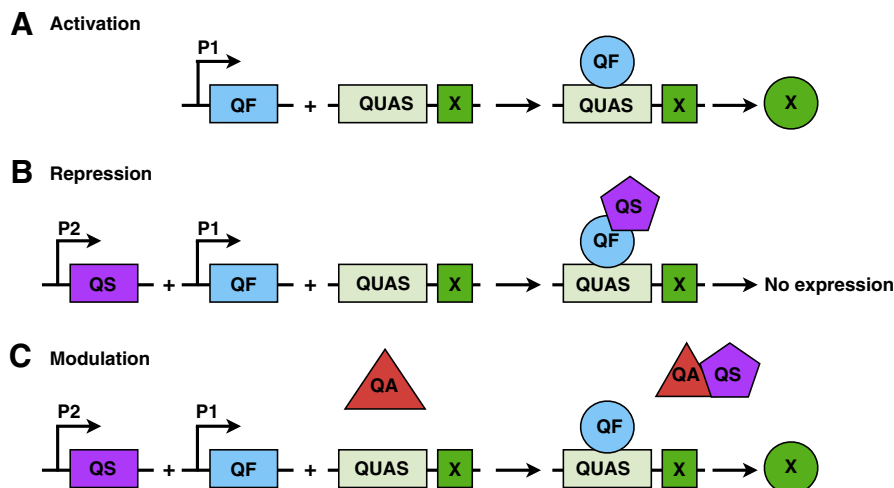 A Activation
P1
QF
QF + QUAS X QUAS X X
B Repression
QS
P2 P1
QF
QS + QF + QUAS X QUAS X No expression
C Modulation
QA QA QS
P2 P1
QF
QS + QF + QUAS X QUAS X X